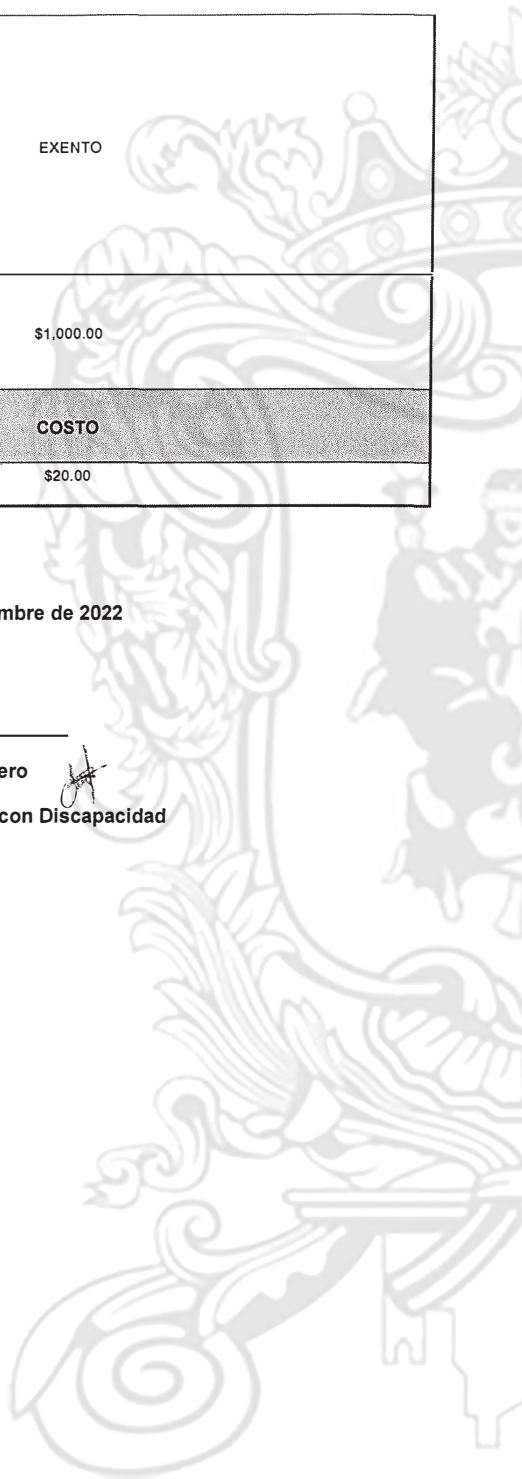 EXENTO
$1,000.00
COSTO
$20.00
mbre de 2022
ero
con Discapacidad